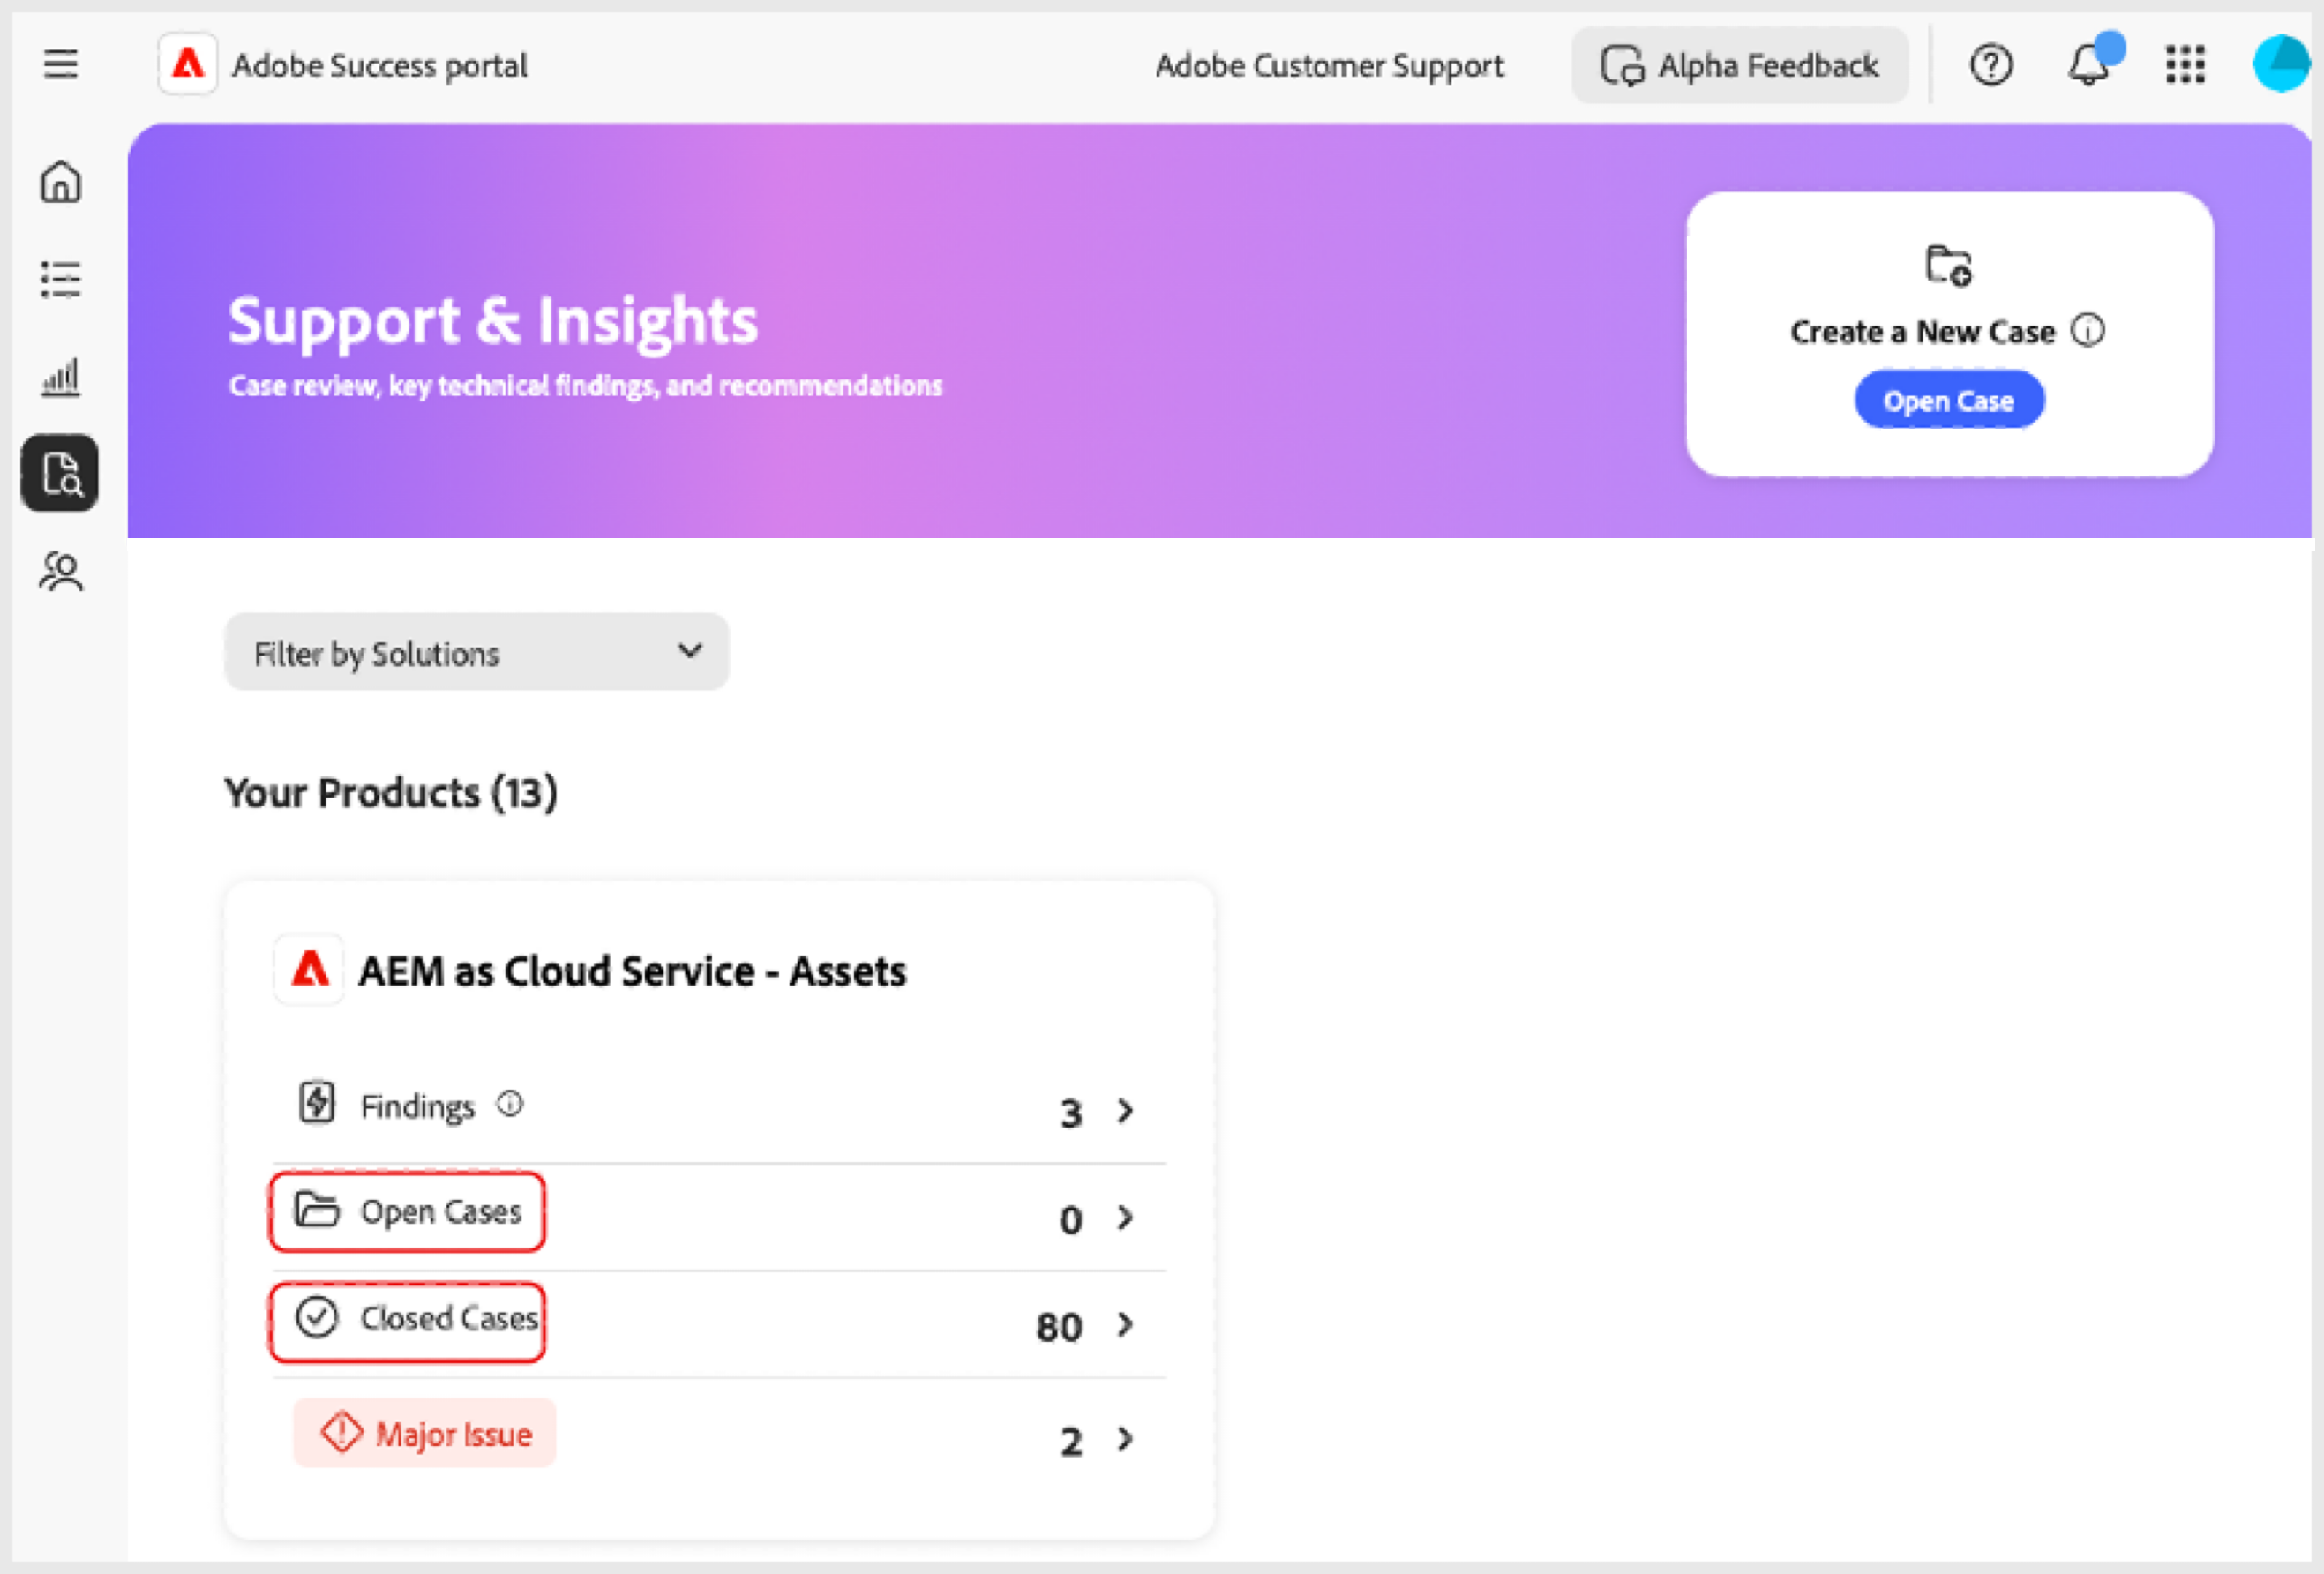 Adobe Success portal
Adobe Customer Support
Alpha Feedback
Support & Insights
Case review, key technical findings, and recommendations
Create a New Case
Open Case
Filter by Solutions
Your Products (13)
AEM as Cloud Service - Assets
Findings 3
Open Cases 0
Closed Cases 80
Major Issue 2